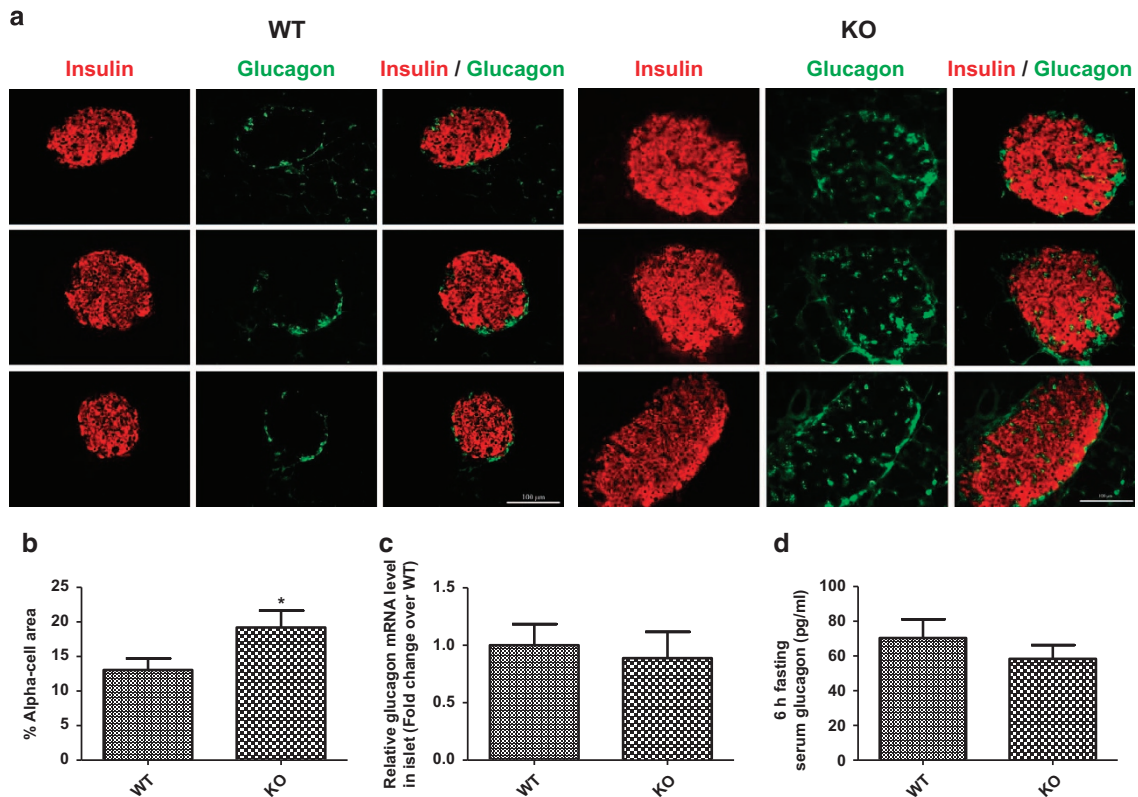 a
WT
KO
Insulin
Glucagon
Insulin / Glucagon
Insulin
Glucagon
Insulin / Glucagon
100 μm
100 μm
b
% Alpha-cell area
25
20
15
10
5
0
*
WT
KO
c
Relative glucagon mRNA level
in islet (Fold change over WT)
1.5
1.0
0.5
0.0
WT
KO
d
6 h fasting
serum glucagon (pg/ml)
100
80
60
40
20
0
WT
KO